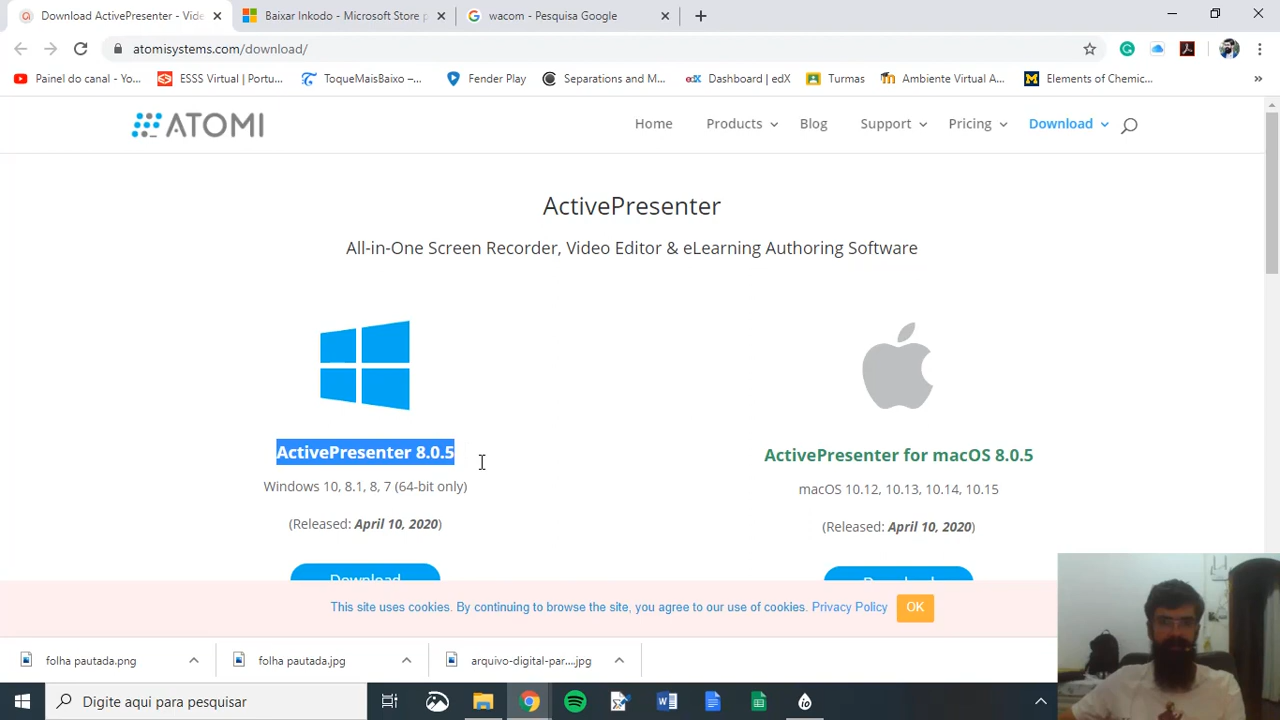 Download ActivePresenter - Vide
Baixar Inkodo - Microsoft Store p
wacom - Pesquisa Google
atomisystems.com/download/
Painel do canal - Yo...
ESSS Virtual | Portu...
ToqueMaisBaixo –...
Fender Play
Separations and M...
Dashboard | edX
Turmas
Ambiente Virtual A...
Elements of Chemic...
»
ATOMI
Home
Products
Blog
Support
Pricing
Download
ActivePresenter
All-in-One Screen Recorder, Video Editor & eLearning Authoring Software
ActivePresenter 8.0.5
ActivePresenter for macOS 8.0.5
Windows 10, 8.1, 8, 7 (64-bit only)
macOS 10.12, 10.13, 10.14, 10.15
(Released: April 10, 2020)
(Released: April 10, 2020)
Download
Download
This site uses cookies. By continuing to browse the site, you agree to our use of cookies. Privacy Policy
OK
folha pautada.png
folha pautada.jpg
arquivo-digital-par....jpg
Digite aqui para pesquisar